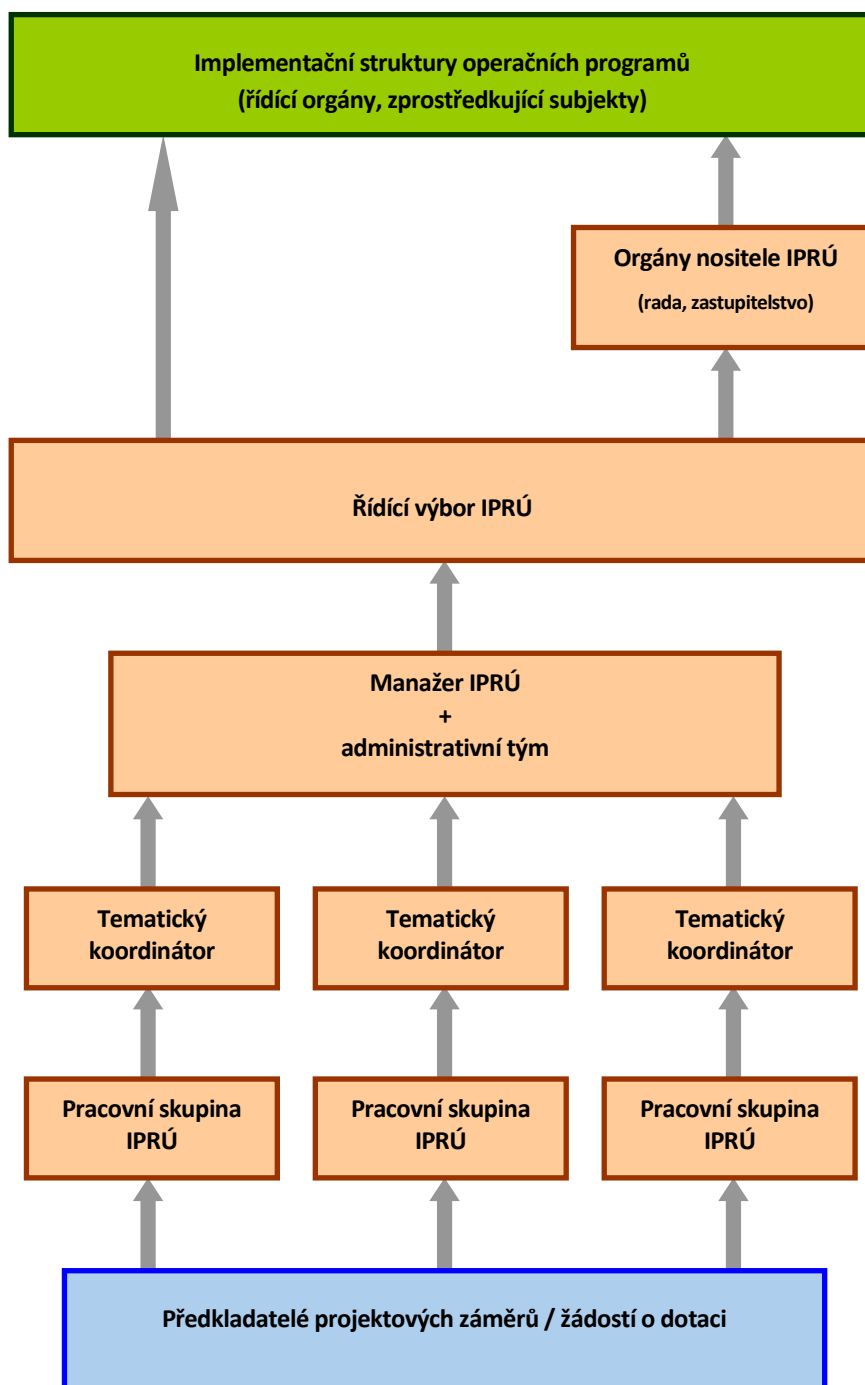 Implementační struktury operačních programů
(řídící orgány, zprostředkující subjekty)
Orgány nositele IPRÚ
(rada, zastupitelstvo)
Řídící výbor IPRÚ
Manažer IPRÚ
+
administrativní tým
Tematický
koordinátor
Tematický
koordinátor
Tematický
koordinátor
Pracovní skupina
IPRÚ
Pracovní skupina
IPRÚ
Pracovní skupina
IPRÚ
Předkladatelé projektových záměrů / žádostí o dotaci